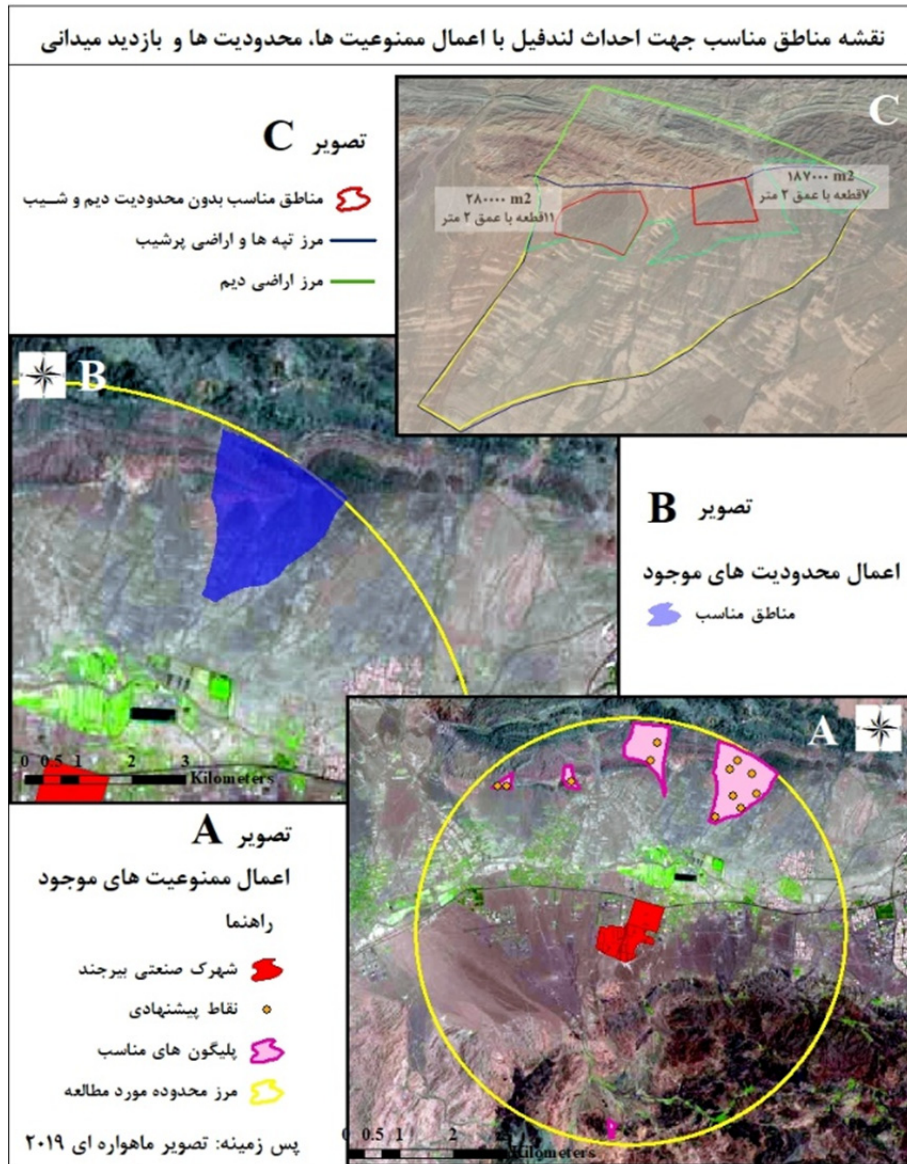 نقشه مناطق مناسب جهت احداث لندفیل با اعمال ممنوعیت ها، محدودیت ها و بازدید میدانی
تصویر C
مناطق مناسب بدون محدودیت دیم و شــیب
مرز تپه ها و اراضی پرشیب
مرز اراضی دیم
C
۱۸۷۰۰۰ m2
۷قطعه با عمق ۲ متر
۲۸۰۰۰۰ m2
۱۱قطعه با عمق ۲ متر
B
0 0.5 1 2 3
Kilometers
تصویر B
اعمال محدودیت های موجود
مناطق مناسب
تصویر A
اعمال ممنوعیت های موجود
راهنما
شهرک صنعتی بیرجند
نقاط پیشنهادی
پلیگون های مناسب
مرز محدوده مورد مطالعه
پس زمینه: تصویر ماهواره ای ۲۰۱۹
A
0 0.5 1 2
Kilometers